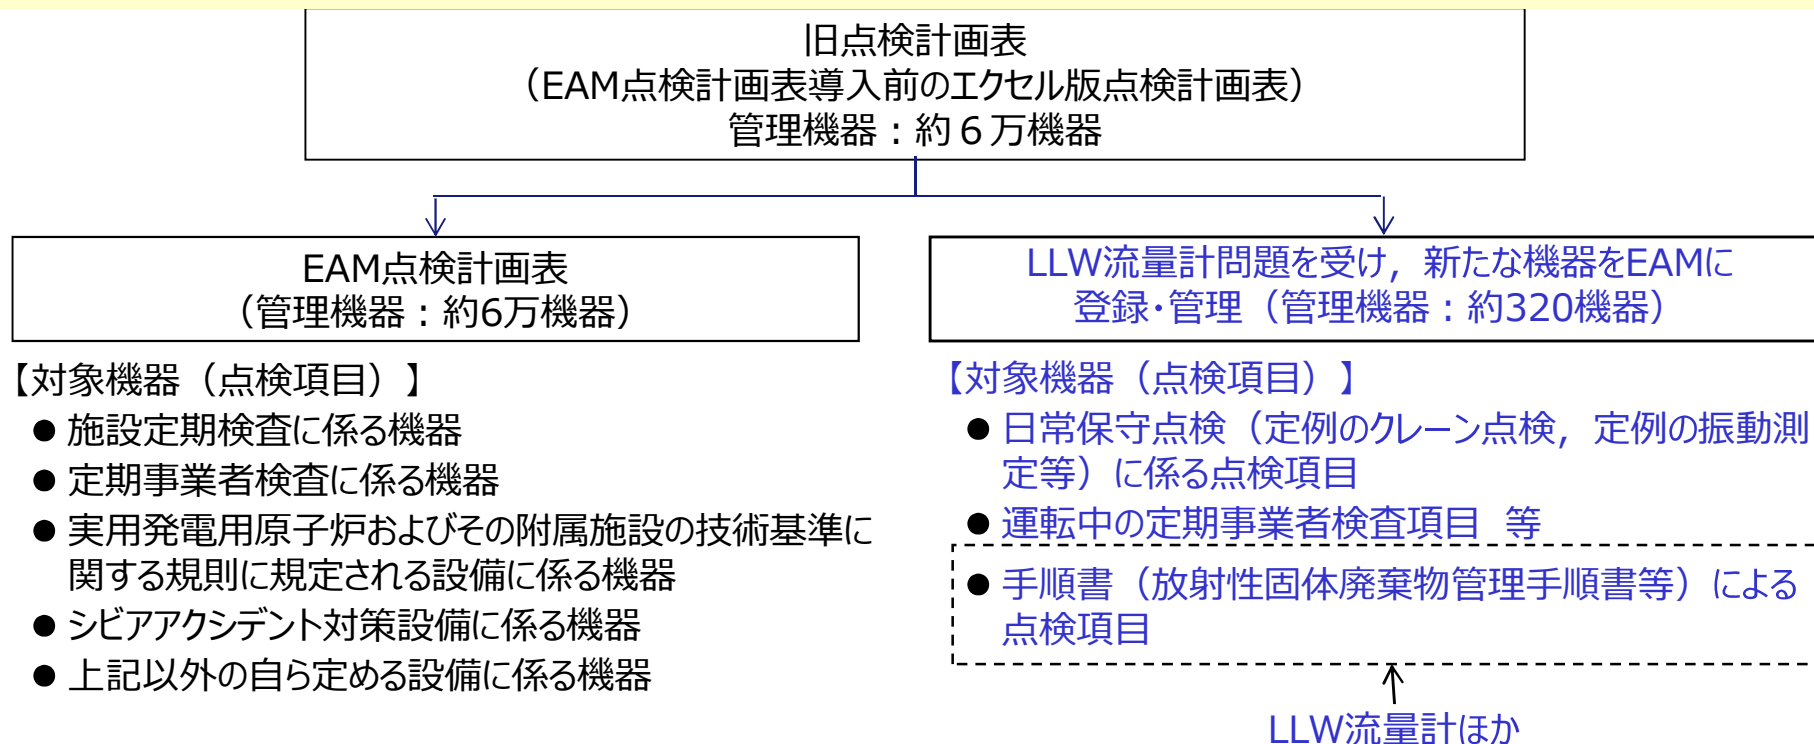 旧点検計画表
（EAM点検計画表導入前のエクセル版点検計画表）
管理機器：約６万機器
EAM点検計画表
（管理機器：約6万機器）
【対象機器（点検項目）】
● 施設定期検査に係る機器
● 定期事業者検査に係る機器
● 実用発電用原子炉およびその附属施設の技術基準に
関する規則に規定される設備に係る機器
● シビアアクシデント対策設備に係る機器
● 上記以外の自ら定める設備に係る機器
LLW流量計問題を受け，新たな機器をEAMに
登録・管理（管理機器：約320機器）
【対象機器（点検項目）】
● 日常保守点検（定例のクレーン点検，定例の振動測
定等）に係る点検項目
● 運転中の定期事業者検査項目 等
● 手順書（放射性固体廃棄物管理手順書等）による
点検項目
LLW流量計ほか